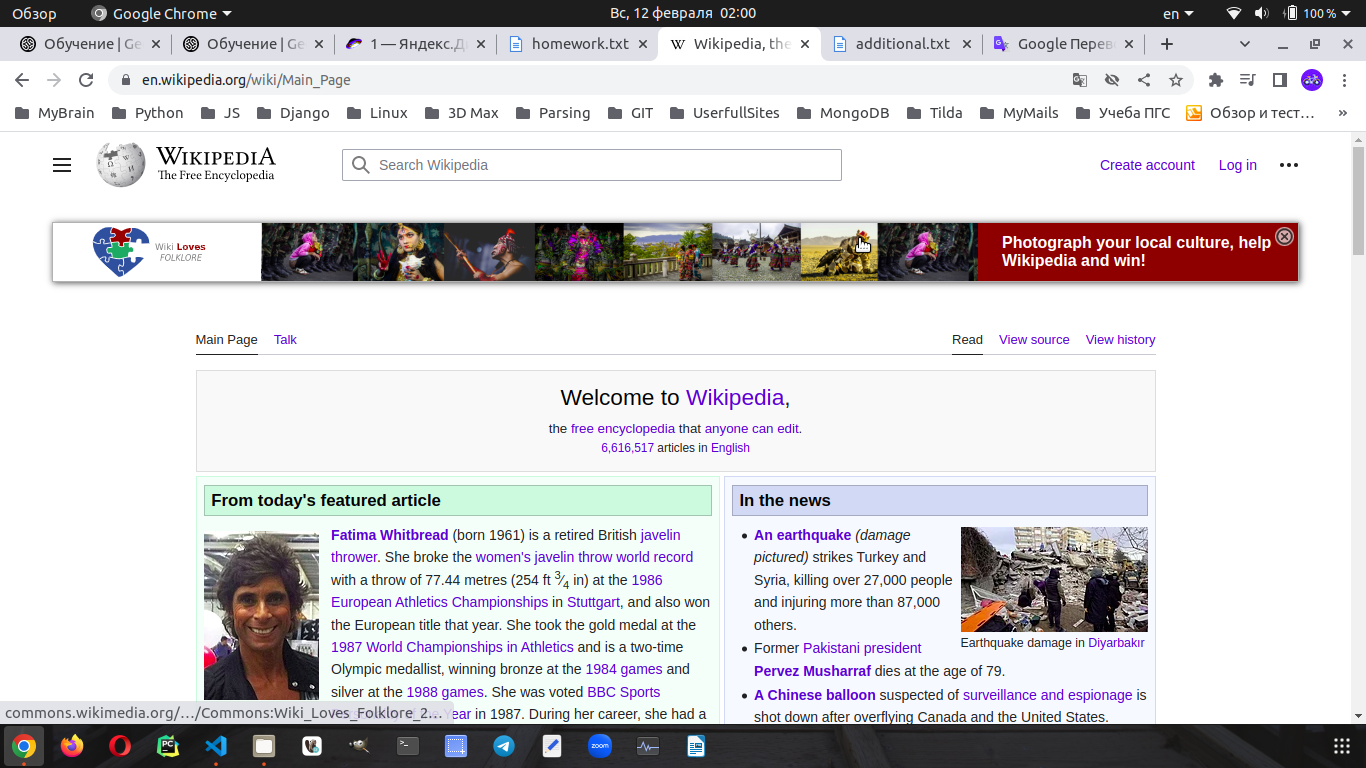 Обзор Google Chrome Вс, 12 февраля 02:00 en 100 %
Обучение | Ge Обучение | Ge 1 — Яндекс.Д homework.txt Wikipedia, the additional.txt Google Перев
en.wikipedia.org/wiki/Main_Page
MyBrain Python JS Django Linux 3D Max Parsing GIT UserfullSites MongoDB Tilda MyMails Учеба ПГС Обзор и тест… »
WIKIPEDIA
The Free Encyclopedia
Search Wikipedia
Create account Log in
Wiki Loves
FOLKLORE
Photograph your local culture, help
Wikipedia and win!
Main Page Talk Read View source View history
Welcome to Wikipedia,
the free encyclopedia that anyone can edit.
6,616,517 articles in English
From today's featured article
Fatima Whitbread (born 1961) is a retired British javelin
thrower. She broke the women's javelin throw world record
with a throw of 77.44 metres (254 ft 3⁄4 in) at the 1986
European Athletics Championships in Stuttgart, and also won
the European title that year. She took the gold medal at the
1987 World Championships in Athletics and is a two-time
Olympic medallist, winning bronze at the 1984 games and
silver at the 1988 games. She was voted BBC Sports
Year in 1987. During her career, she had a
In the news
An earthquake (damage
pictured) strikes Turkey and
Syria, killing over 27,000 people
and injuring more than 87,000
others.
Earthquake damage in Diyarbakır
Former Pakistani president
Pervez Musharraf dies at the age of 79.
A Chinese balloon suspected of surveillance and espionage is
shot down after overflying Canada and the United States.
commons.wikimedia.org/…/Commons:Wiki_Loves_Folklore_2…
PC
zoom